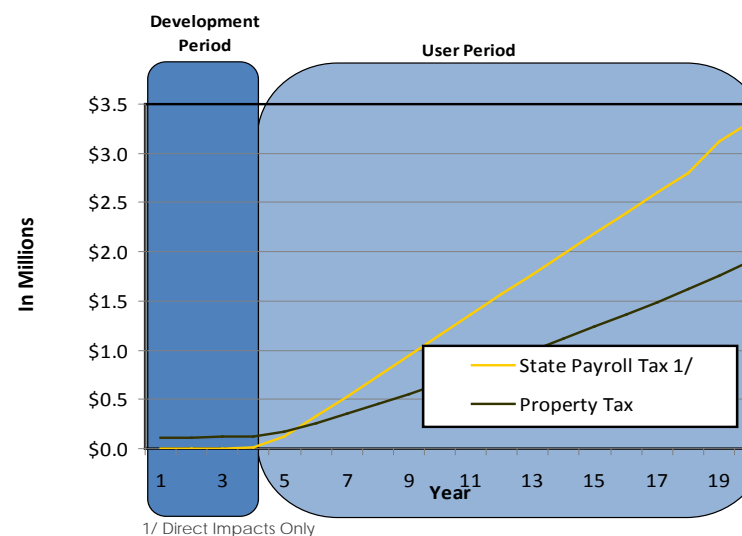 Development
Period
User Period
$3.5
$3.0
$2.5
$2.0
$1.5
$1.0
$0.5
$0.0
In Millions
State Payroll Tax 1/
Property Tax
1 3 5 7 9 11 13 15 17 19
Year
1/ Direct Impacts Only